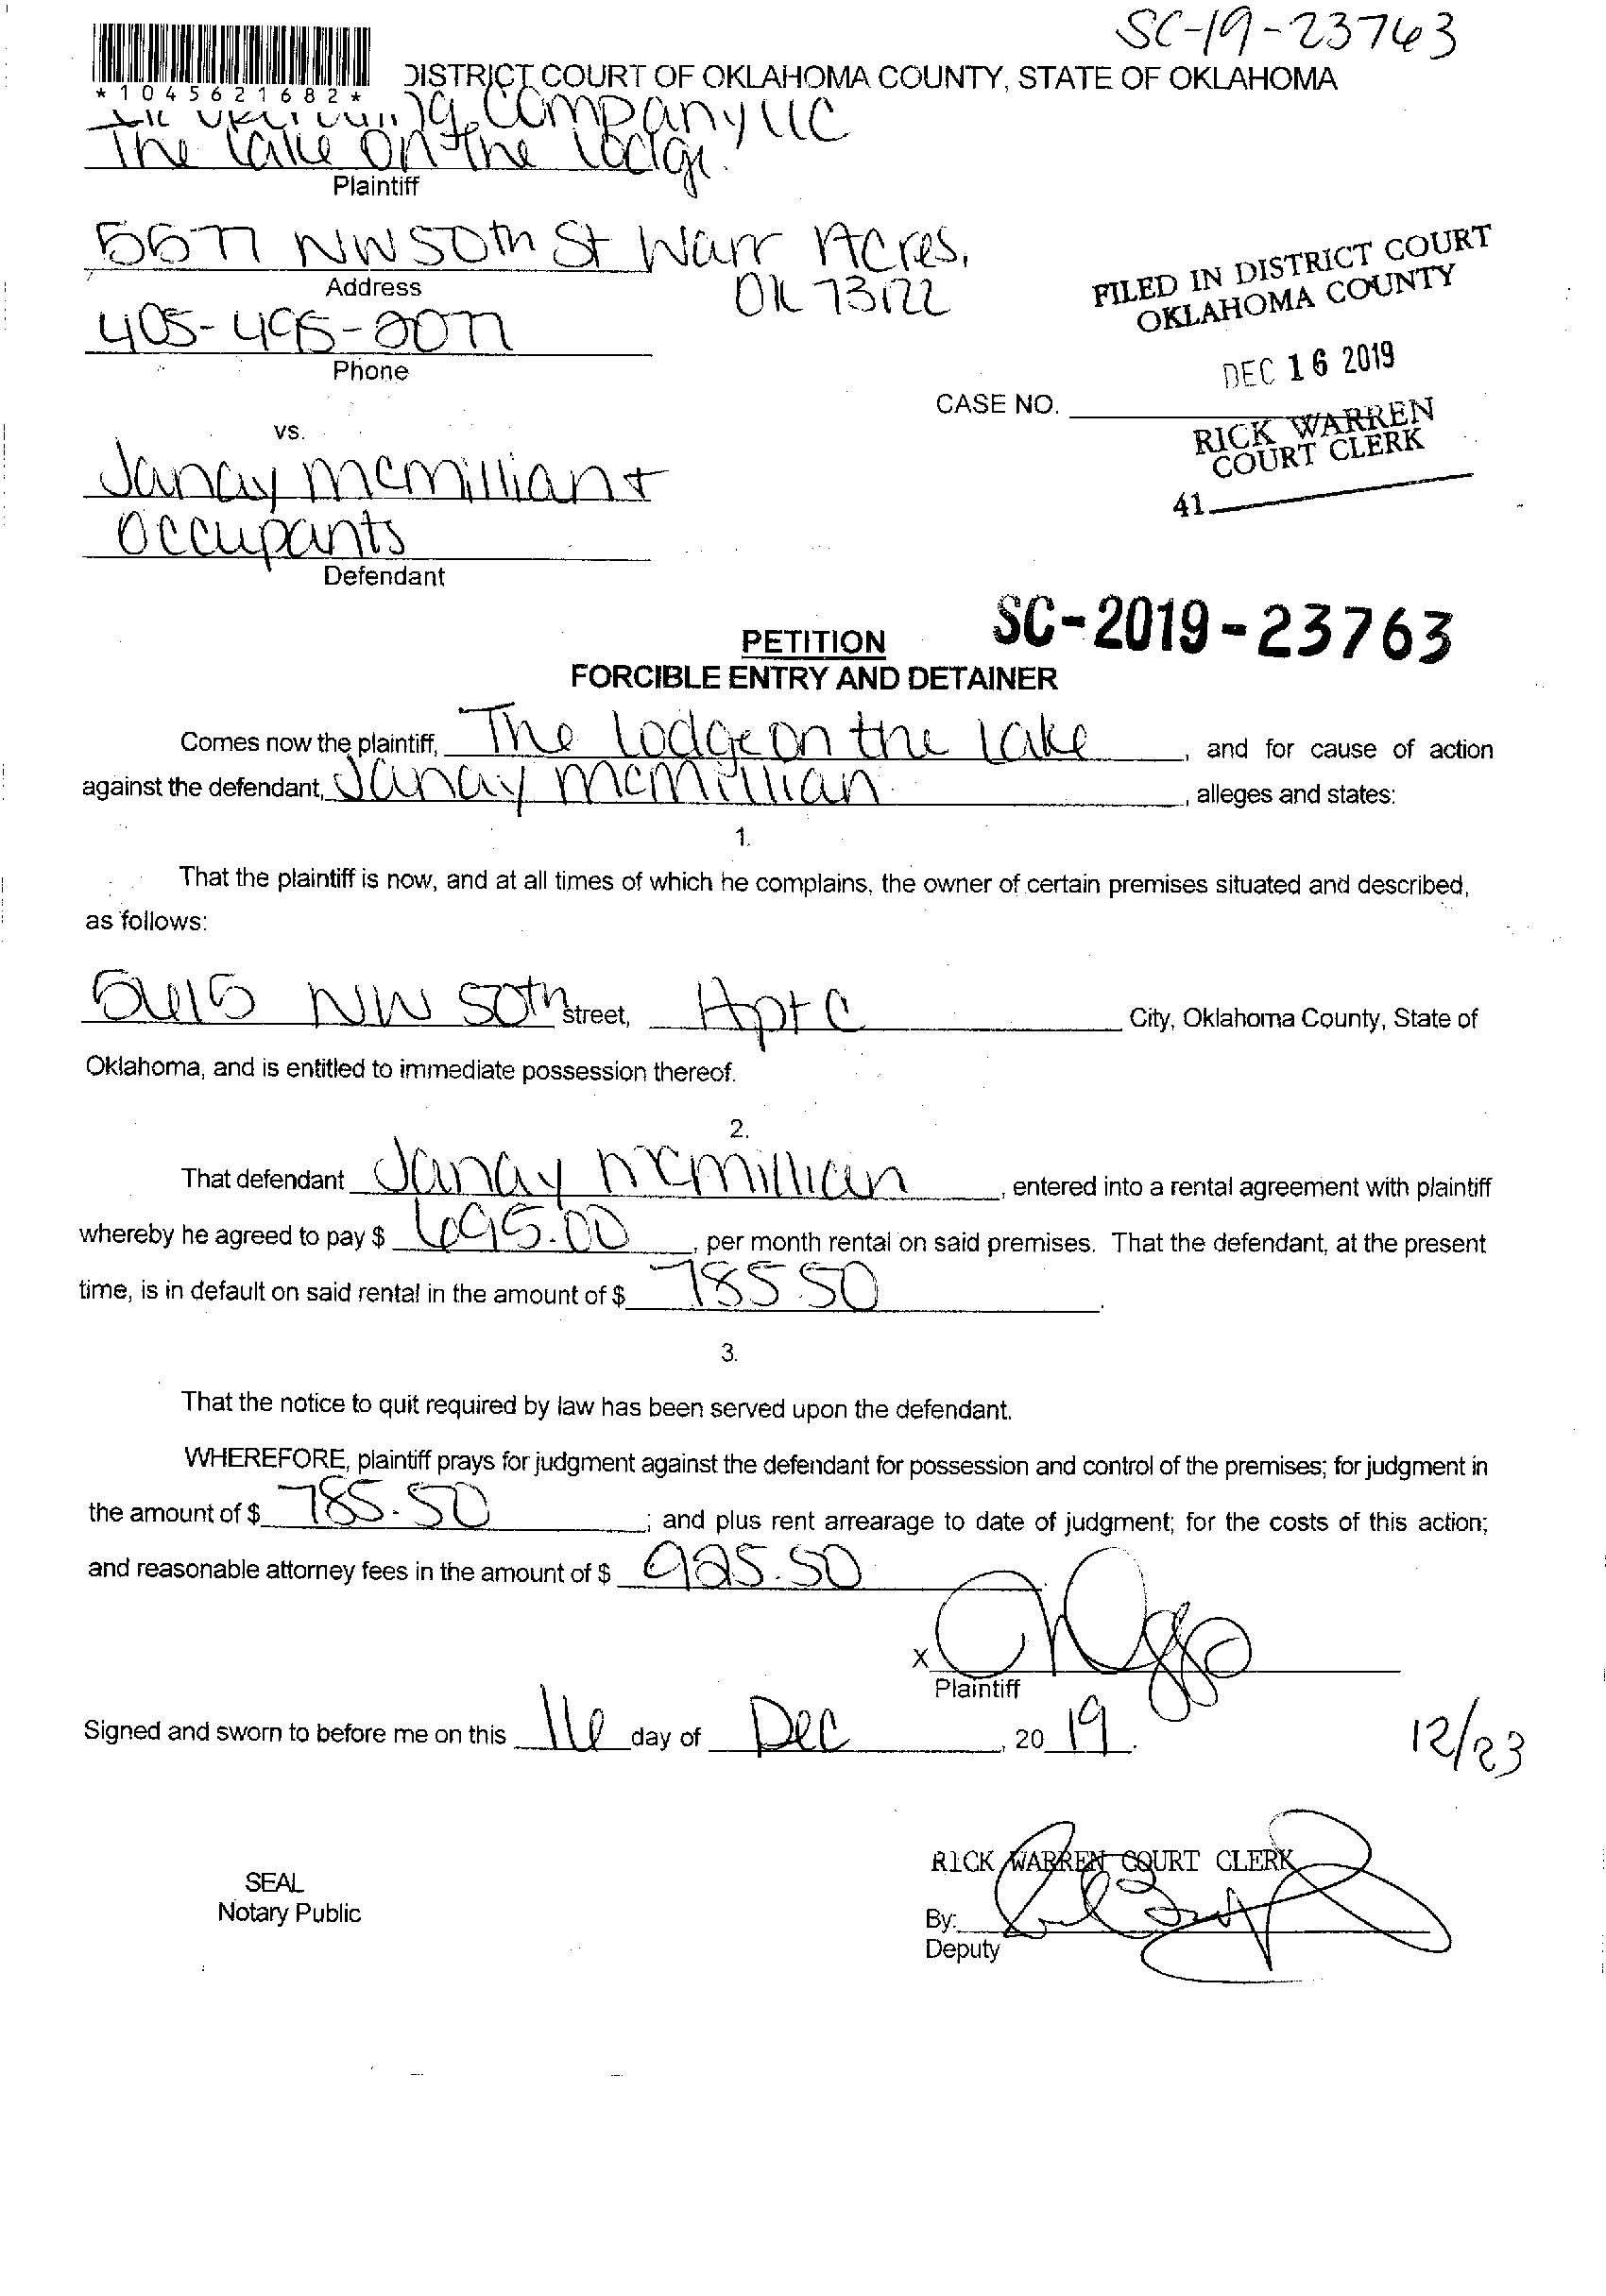 SC-19-23763
*1045621682*
DISTRICT COURT OF OKLAHOMA COUNTY, STATE OF OKLAHOMA
Company LLC
The Lake On the Lodge
Plaintiff
5577 NW 50th St Warr Acres,
OK 73122
Address
405-495-2077
Phone
FILED IN DISTRICT COURT
OKLAHOMA COUNTY
DEC 16 2019
CASE NO.
RICK WARREN
COURT CLERK
41
vs.
Janay mcmillian +
Occupants
Defendant
SC-2019-23763
PETITION
FORCIBLE ENTRY AND DETAINER
Comes now the plaintiff, The Lodge on the Lake, and for cause of action
against the defendant, Janay mcmillian, alleges and states:
1.
That the plaintiff is now, and at all times of which he complains, the owner of certain premises situated and described,
as follows:
5615 NW 50th street, Apt C City, Oklahoma County, State of
Oklahoma, and is entitled to immediate possession thereof.
2.
That defendant Janay mcmillian, entered into a rental agreement with plaintiff
whereby he agreed to pay $ 695.00, per month rental on said premises. That the defendant, at the present
time, is in default on said rental in the amount of $ 785.50.
3.
That the notice to quit required by law has been served upon the defendant.
WHEREFORE, plaintiff prays for judgment against the defendant for possession and control of the premises; for judgment in
the amount of $ 785.50; and plus rent arrearage to date of judgment; for the costs of this action;
and reasonable attorney fees in the amount of $ 925.50
X
Plaintiff
Signed and sworn to before me on this 16 day of Dec, 2019.
12/23
RICK WARREN COURT CLERK
SEAL
Notary Public
By:
Deputy